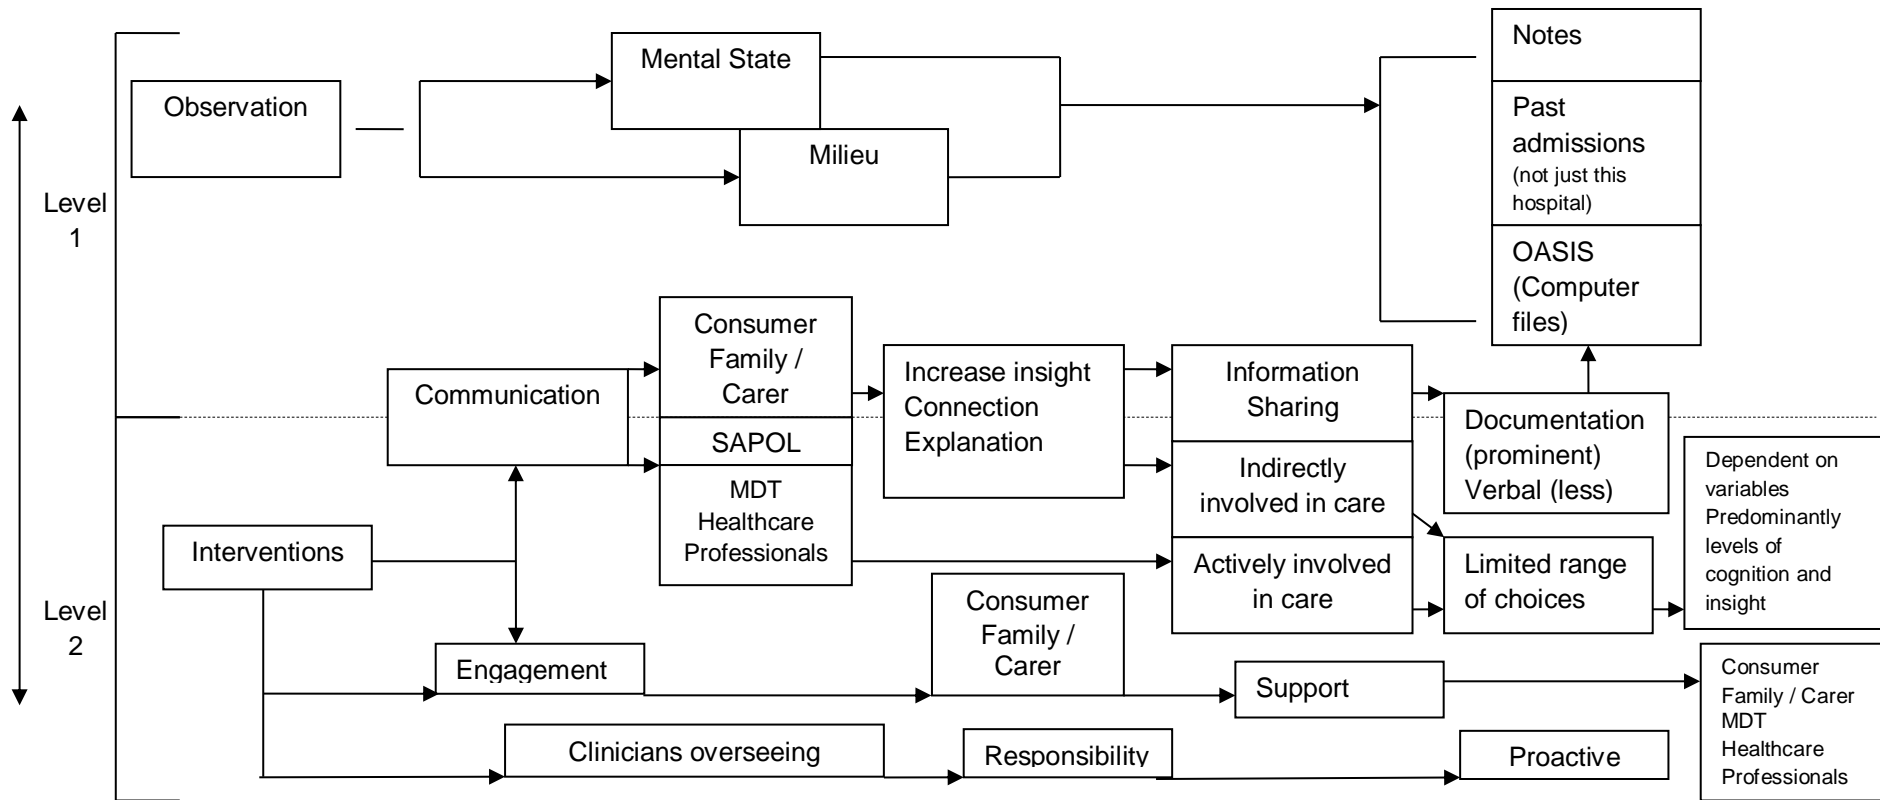 Level
1
Observation
Mental State
Milieu
Notes
Past
admissions
(not just this
hospital)
OASIS
(Computer
files)
Communication
Consumer
Family /
Carer
SAPOL
MDT
Healthcare
Professionals
Increase insight
Connection
Explanation
Information
Sharing
Indirectly
involved in care
Actively involved
in care
Documentation
(prominent)
Verbal (less)
Limited range
of choices
Dependent on
variables
Predominantly
levels of
cognition and
insight
Level
2
Interventions
Engagement
Consumer
Family /
Carer
Support
Consumer
Family / Carer
MDT
Healthcare
Professionals
Clinicians overseeing
Responsibility
Proactive